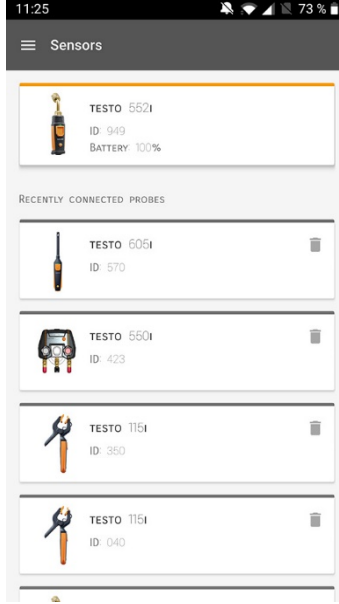 11:25
73 %
Sensors
TESTO 552I
ID: 949
BATTERY: 100%
RECENTLY CONNECTED PROBES
TESTO 605I
ID: 570
TESTO 550I
ID: 423
TESTO 115I
ID: 350
TESTO 115I
ID: 040